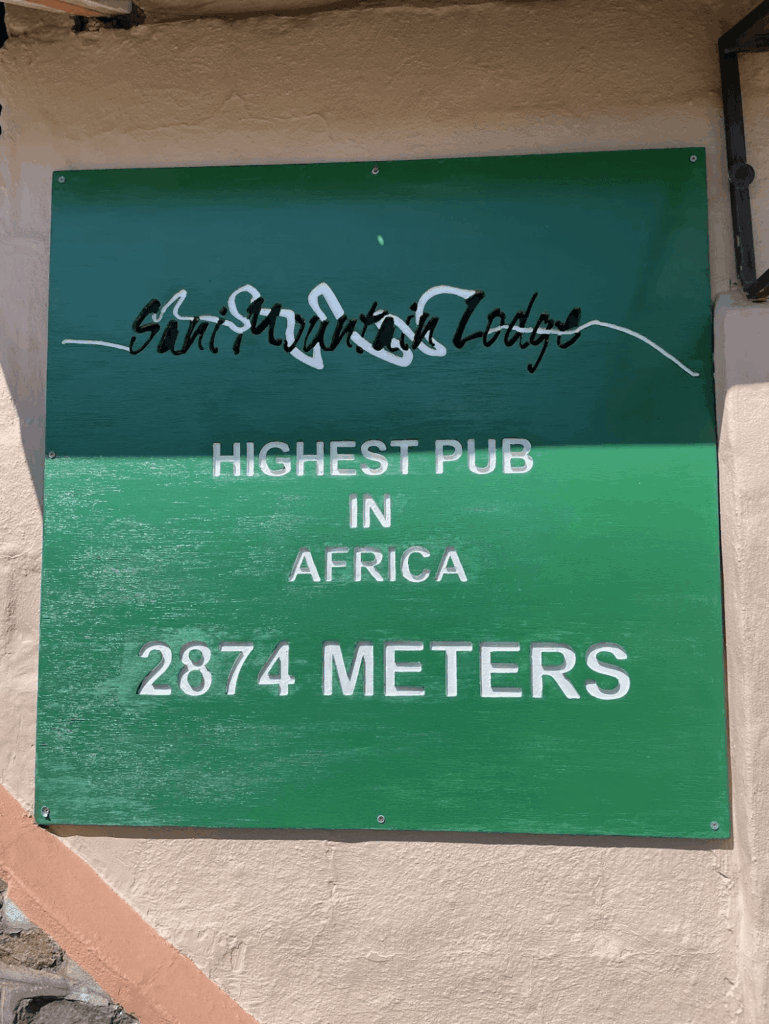 Sani Mountain Lodge
HIGHEST PUB
IN
AFRICA
2874 METERS